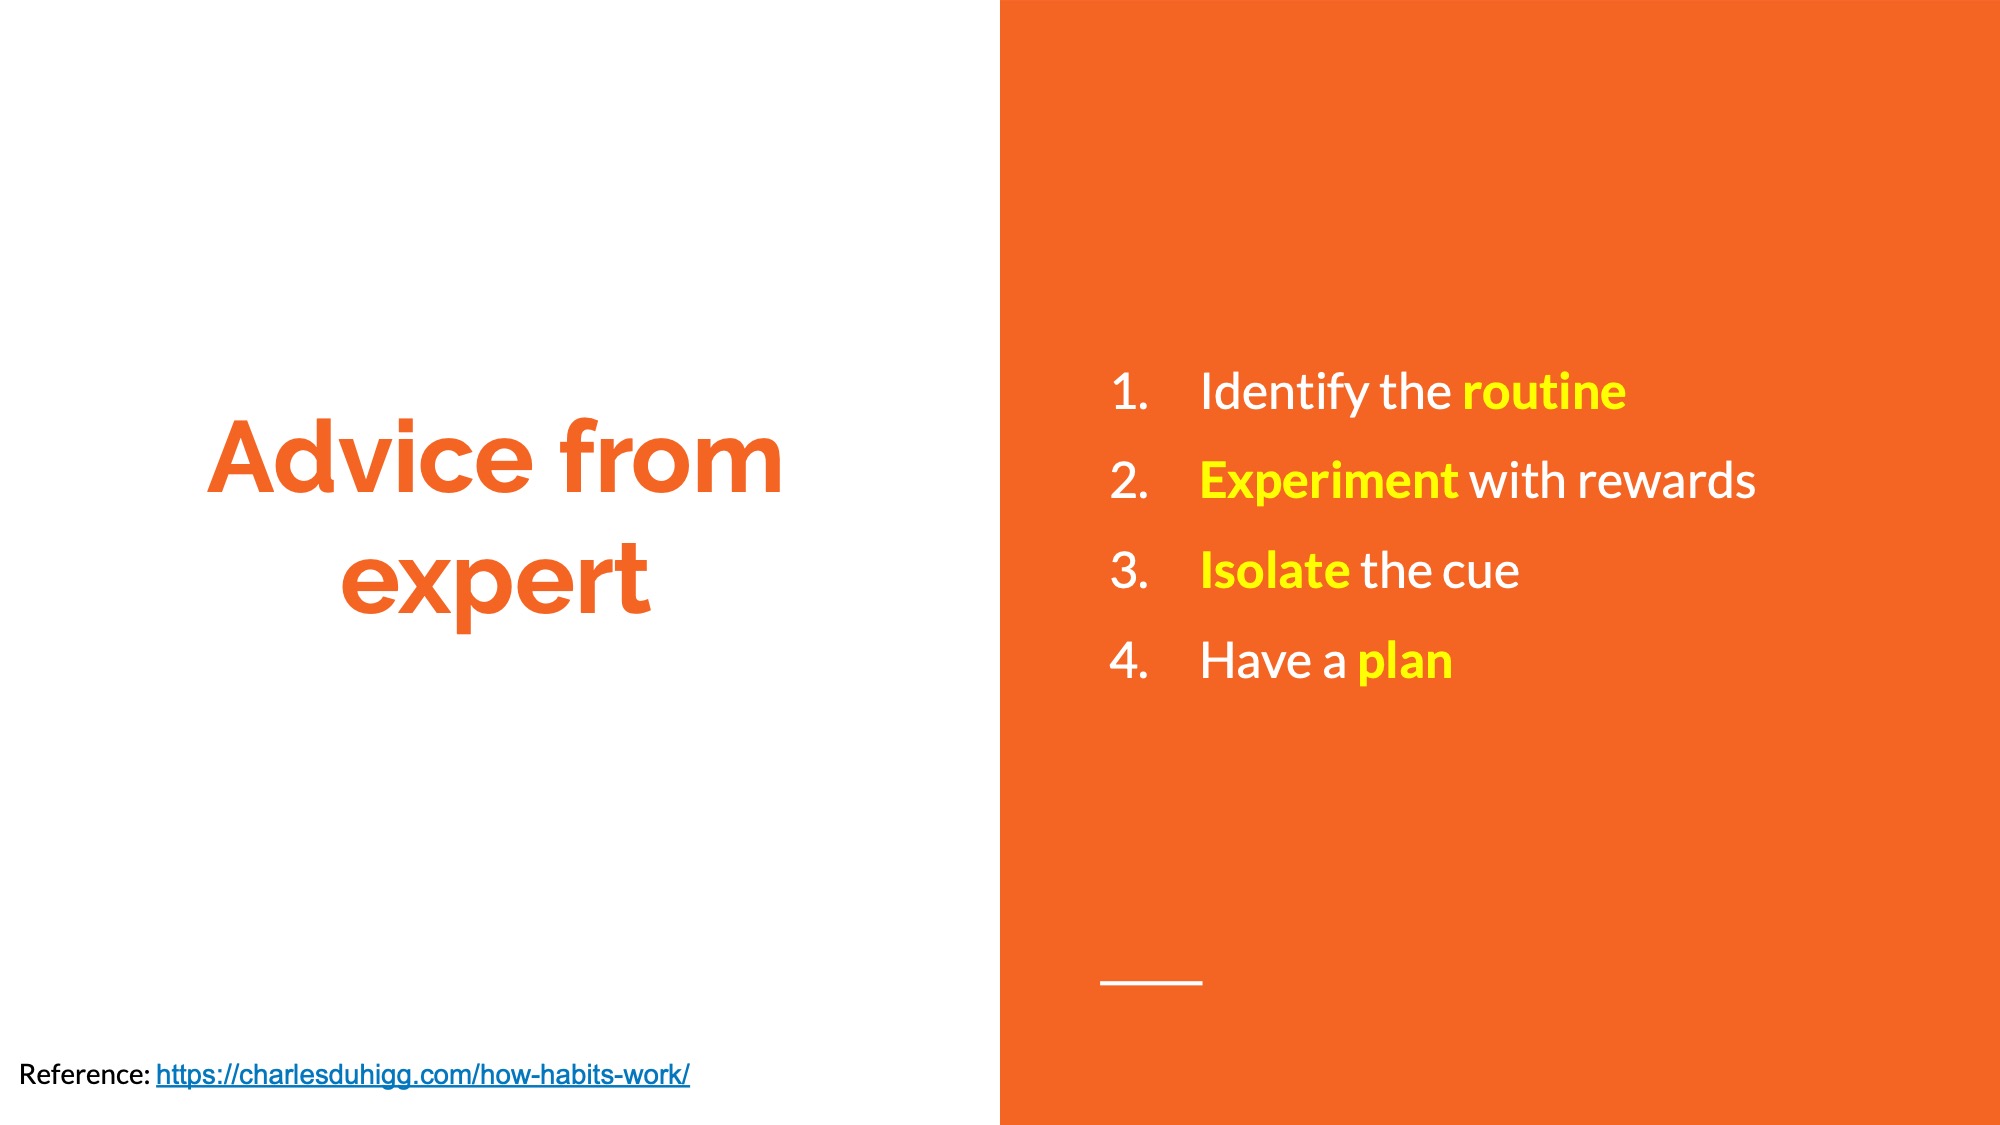 Advice from
expert
1. Identify the routine
2. Experiment with rewards
3. Isolate the cue
4. Have a plan
Reference: https://charlesduhigg.com/how-habits-work/